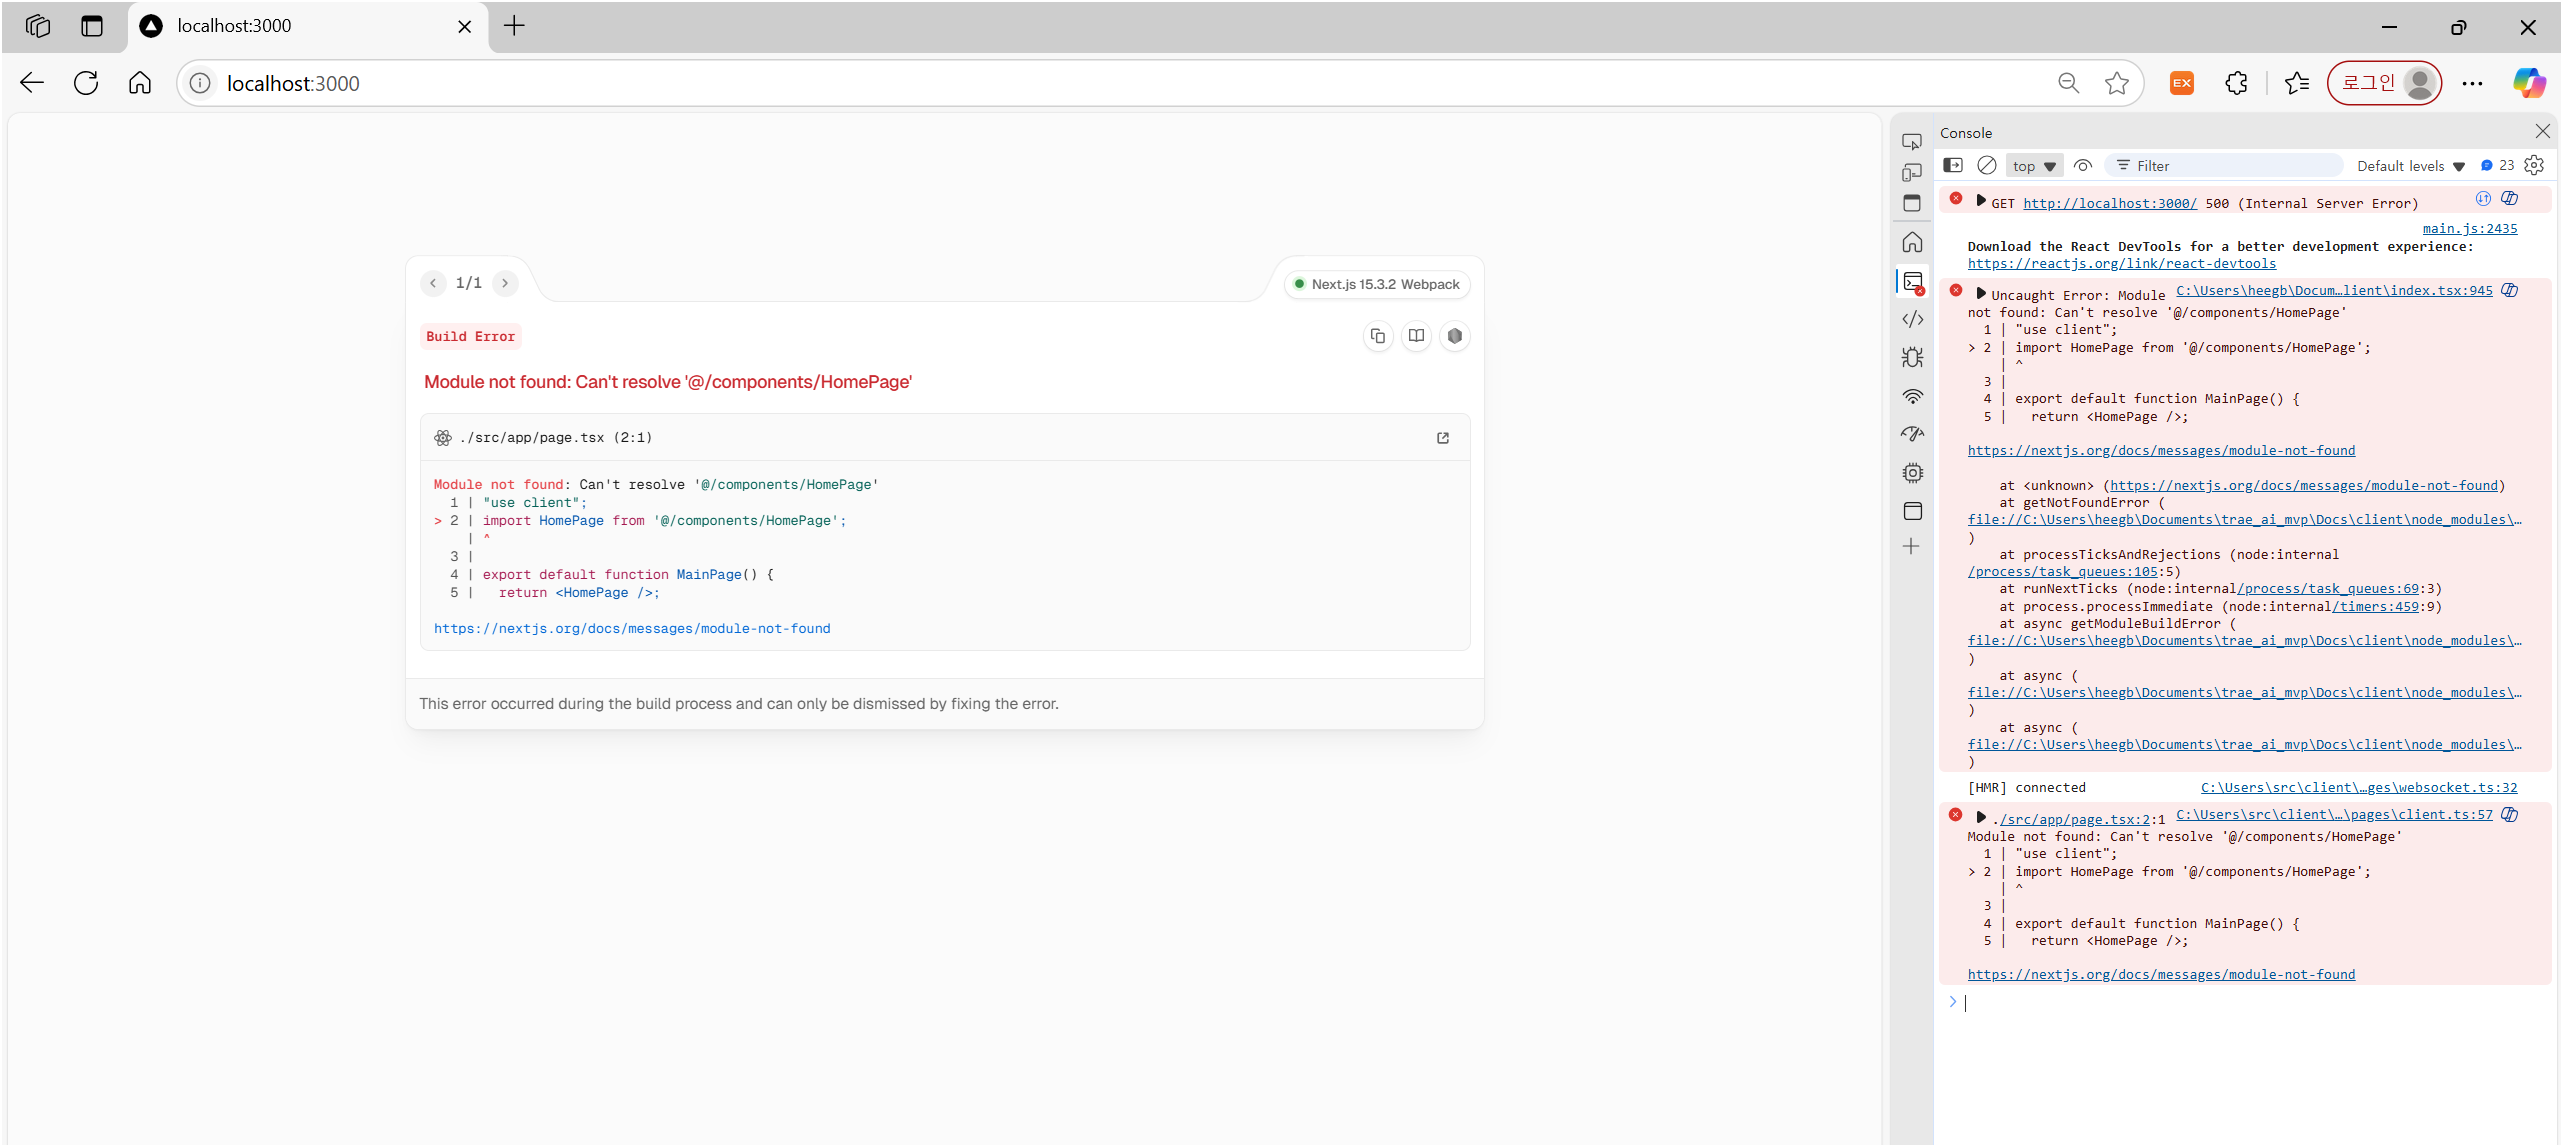 localhost:3000
localhost:3000
EX
로그인
1/1
Next.js 15.3.2 Webpack
Build Error
Module not found: Can't resolve '@/components/HomePage'
./src/app/page.tsx (2:1)
Module not found: Can't resolve '@/components/HomePage'
1 | "use client";
> 2 | import HomePage from '@/components/HomePage';
| ^
3 |
4 | export default function MainPage() {
5 |   return <HomePage />;
https://nextjs.org/docs/messages/module-not-found
This error occurred during the build process and can only be dismissed by fixing the error.
Console
top
Filter
Default levels
23
GET http://localhost:3000/ 500 (Internal Server Error)
main.js:2435
Download the React DevTools for a better development experience:
https://reactjs.org/link/react-devtools
Uncaught Error: Module C:\Users\heegb\Docum…lient\index.tsx:945
not found: Can't resolve '@/components/HomePage'
1 | "use client";
> 2 | import HomePage from '@/components/HomePage';
| ^
3 |
4 | export default function MainPage() {
5 |   return <HomePage />;
https://nextjs.org/docs/messages/module-not-found
at <unknown> (https://nextjs.org/docs/messages/module-not-found)
at getNotFoundError (
file://C:\Users\heegb\Documents\trae_ai_mvp\Docs\client\node_modules\…
)
at processTicksAndRejections (node:internal
/process/task_queues:105:5)
at runNextTicks (node:internal/process/task_queues:69:3)
at process.processImmediate (node:internal/timers:459:9)
at async getModuleBuildError (
file://C:\Users\heegb\Documents\trae_ai_mvp\Docs\client\node_modules\…
)
at async (
file://C:\Users\heegb\Documents\trae_ai_mvp\Docs\client\node_modules\…
)
at async (
file://C:\Users\heegb\Documents\trae_ai_mvp\Docs\client\node_modules\…
)
[HMR] connected C:\Users\src\client\…ges\websocket.ts:32
./src/app/page.tsx:2:1 C:\Users\src\client\…\pages\client.ts:57
Module not found: Can't resolve '@/components/HomePage'
1 | "use client";
> 2 | import HomePage from '@/components/HomePage';
| ^
3 |
4 | export default function MainPage() {
5 |   return <HomePage />;
https://nextjs.org/docs/messages/module-not-found
>